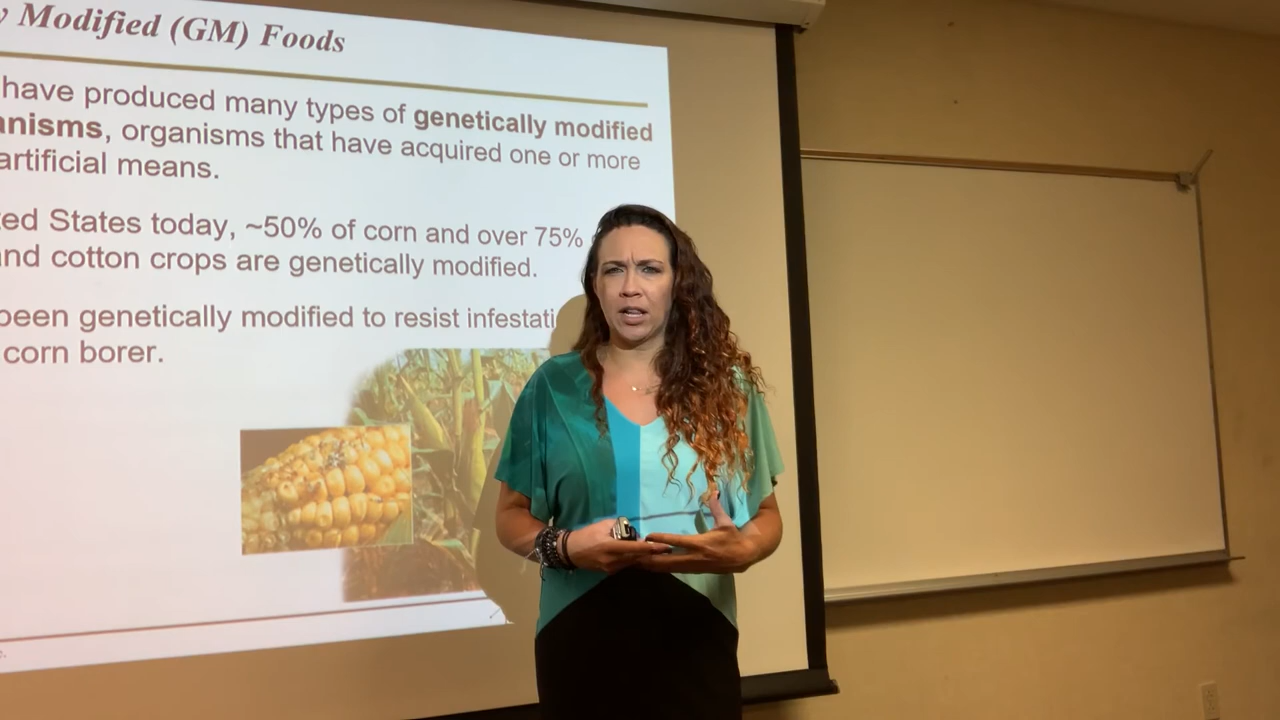 Modified (GM) Foods
have produced many types of genetically modified
anisms, organisms that have acquired one or more
artificial means.
ed States today, ~50% of corn and over 75%
nd cotton crops are genetically modified.
been genetically modified to resist infestati
corn borer.